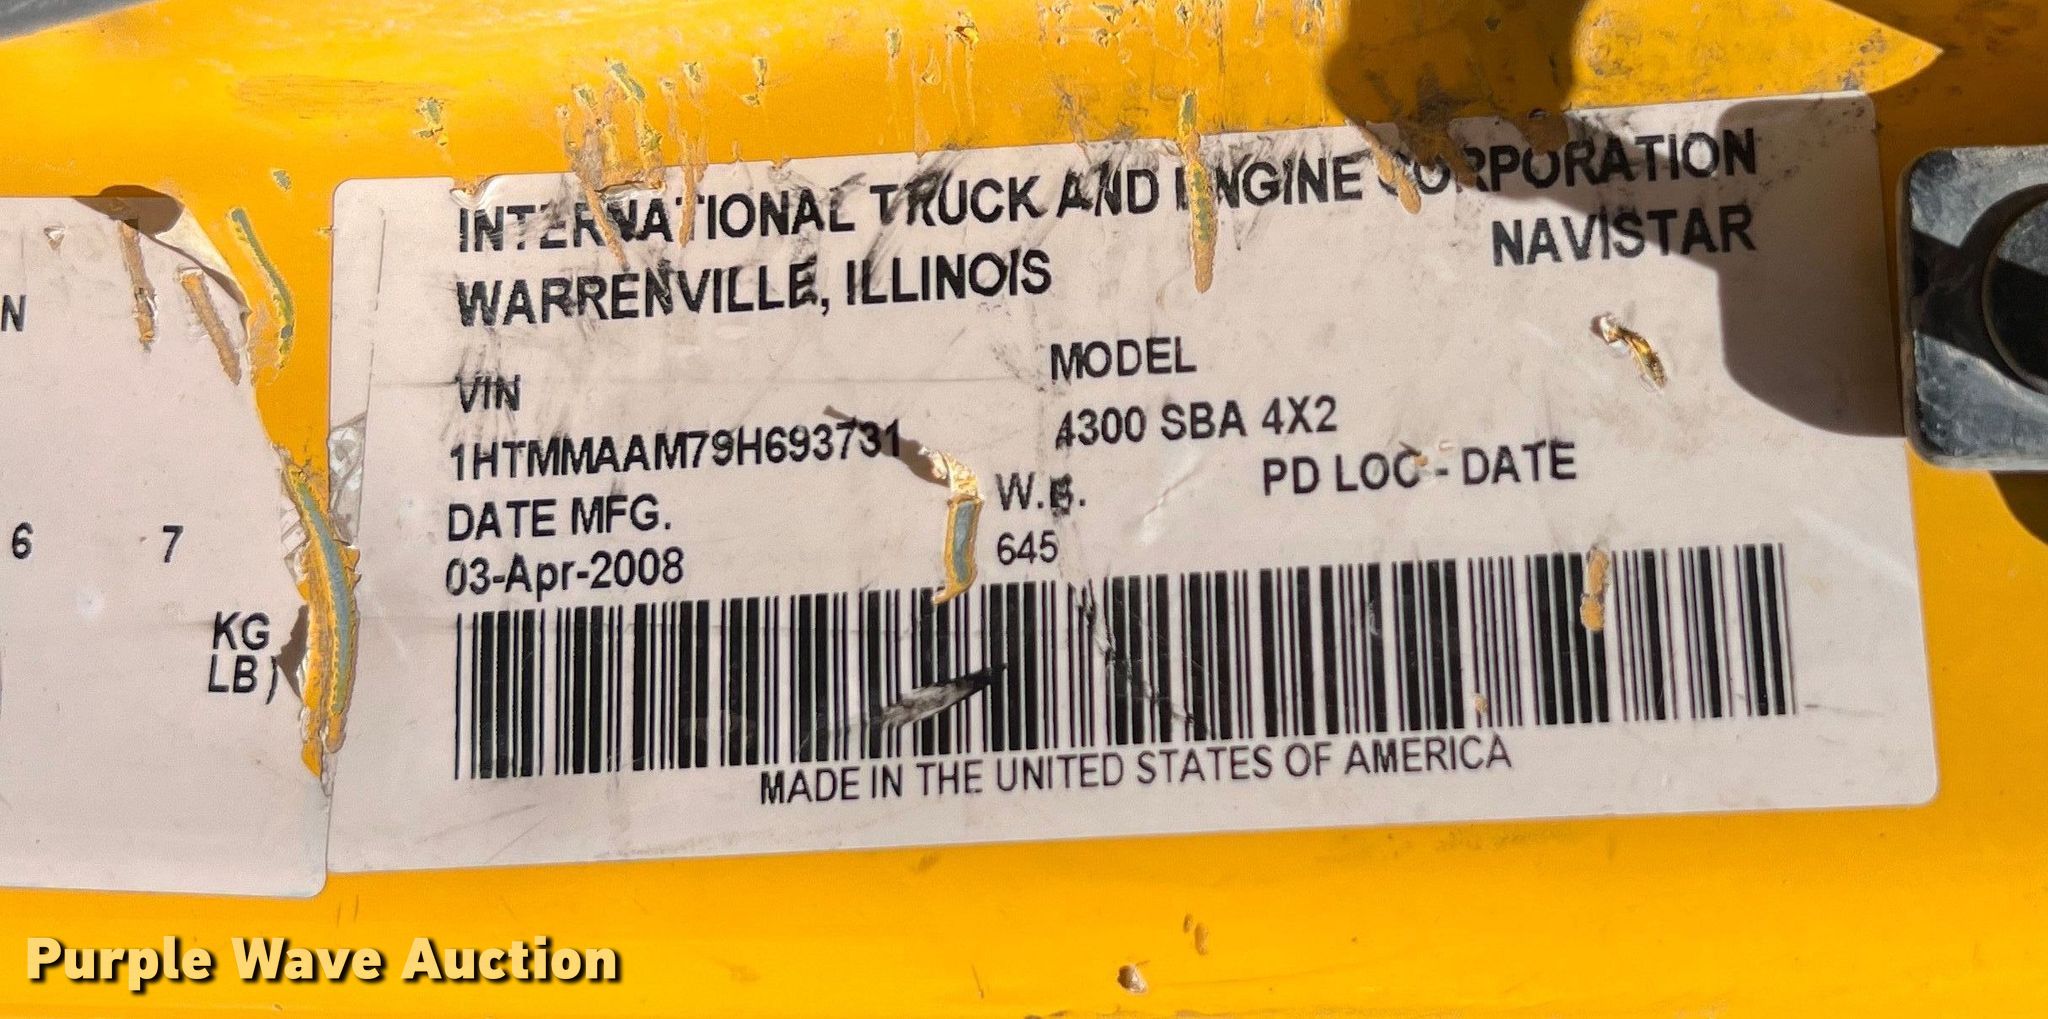 INTERNATIONAL TRUCK AND ENGINE CORPORATION
WARRENVILLE, ILLINOIS
NAVISTAR
VIN
MODEL
1HTMMAAM79H693731
4300 SBA 4X2
DATE MFG.
W.B.
PD LOC - DATE
03-Apr-2008
645
MADE IN THE UNITED STATES OF AMERICA
N
6 7
KG
LB)
Purple Wave Auction